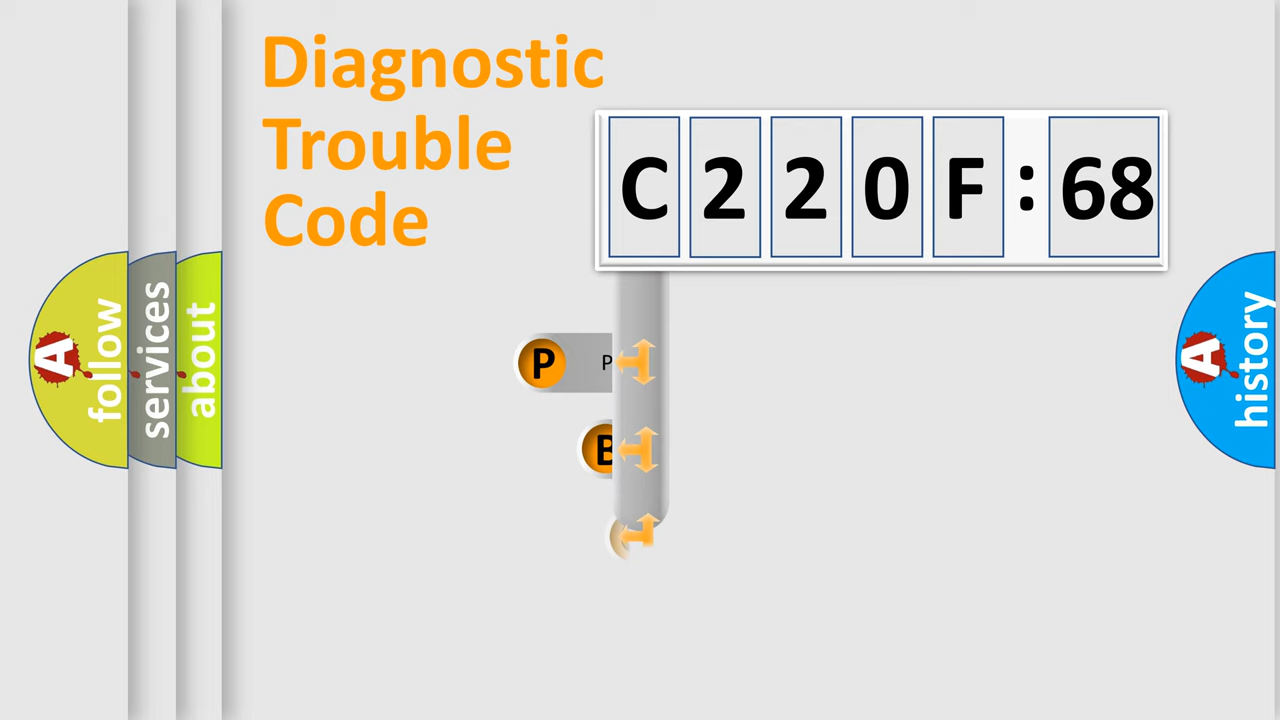 Diagnostic
Trouble
Code
C220F:68
P
P
B
A
follow
services
about
A
history